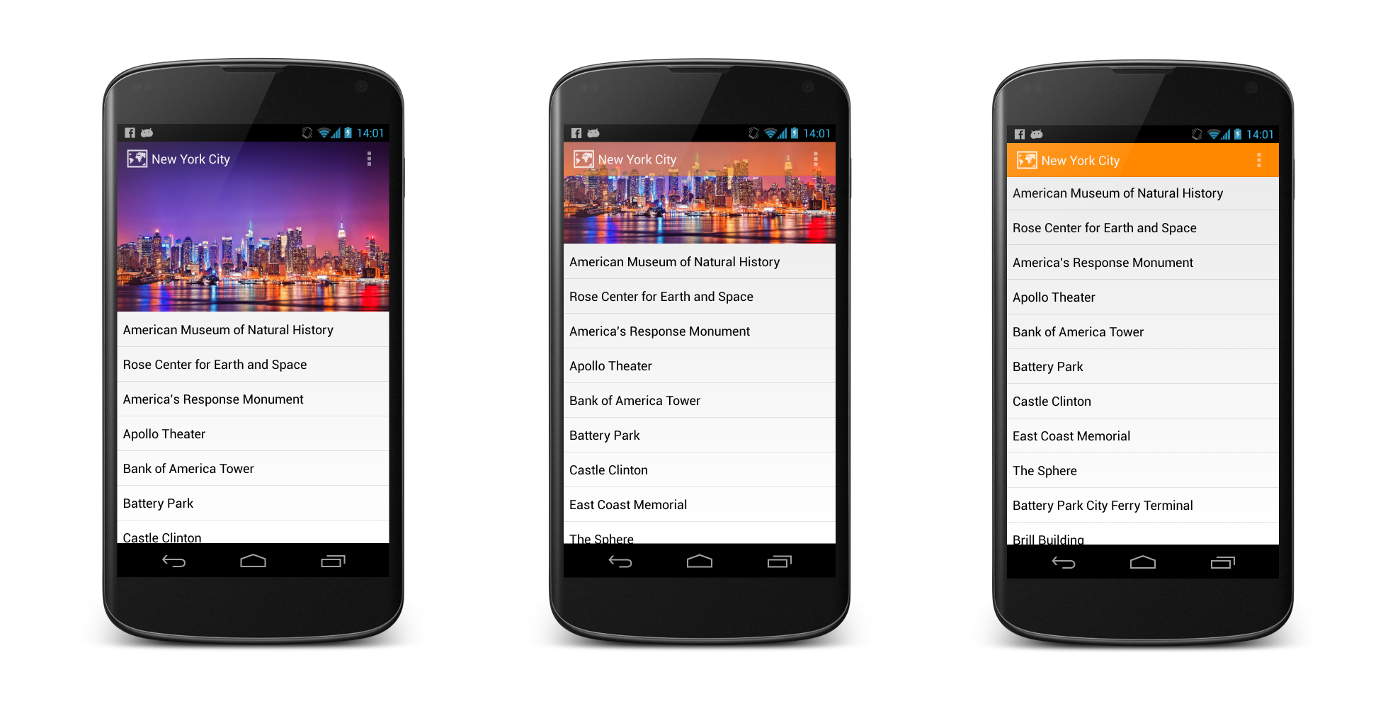 14:01
New York City
American Museum of Natural History
Rose Center for Earth and Space
America's Response Monument
Apollo Theater
Bank of America Tower
Battery Park
Castle Clinton
14:01
New York City
American Museum of Natural History
Rose Center for Earth and Space
America's Response Monument
Apollo Theater
Bank of America Tower
Battery Park
Castle Clinton
East Coast Memorial
The Sphere
14:01
New York City
American Museum of Natural History
Rose Center for Earth and Space
America's Response Monument
Apollo Theater
Bank of America Tower
Battery Park
Castle Clinton
East Coast Memorial
The Sphere
Battery Park City Ferry Terminal
Brill Building